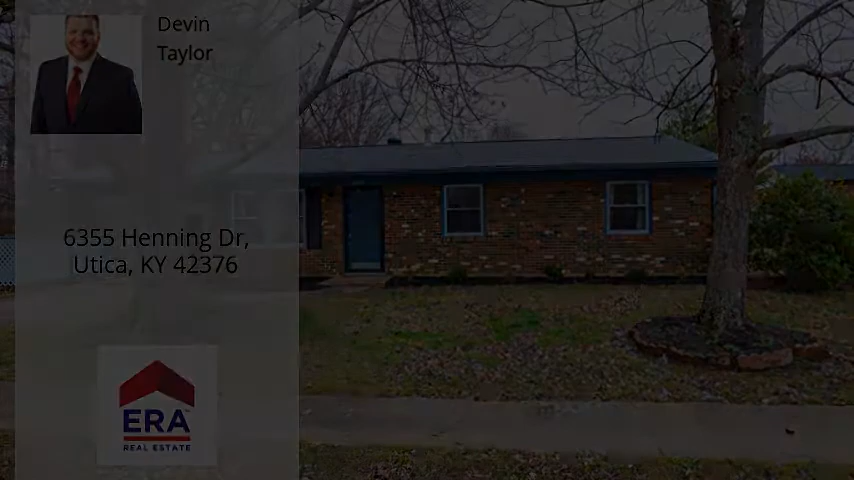 Devin
Taylor
6355 Henning Dr,
Utica, KY 42376
ERA
REAL ESTATE